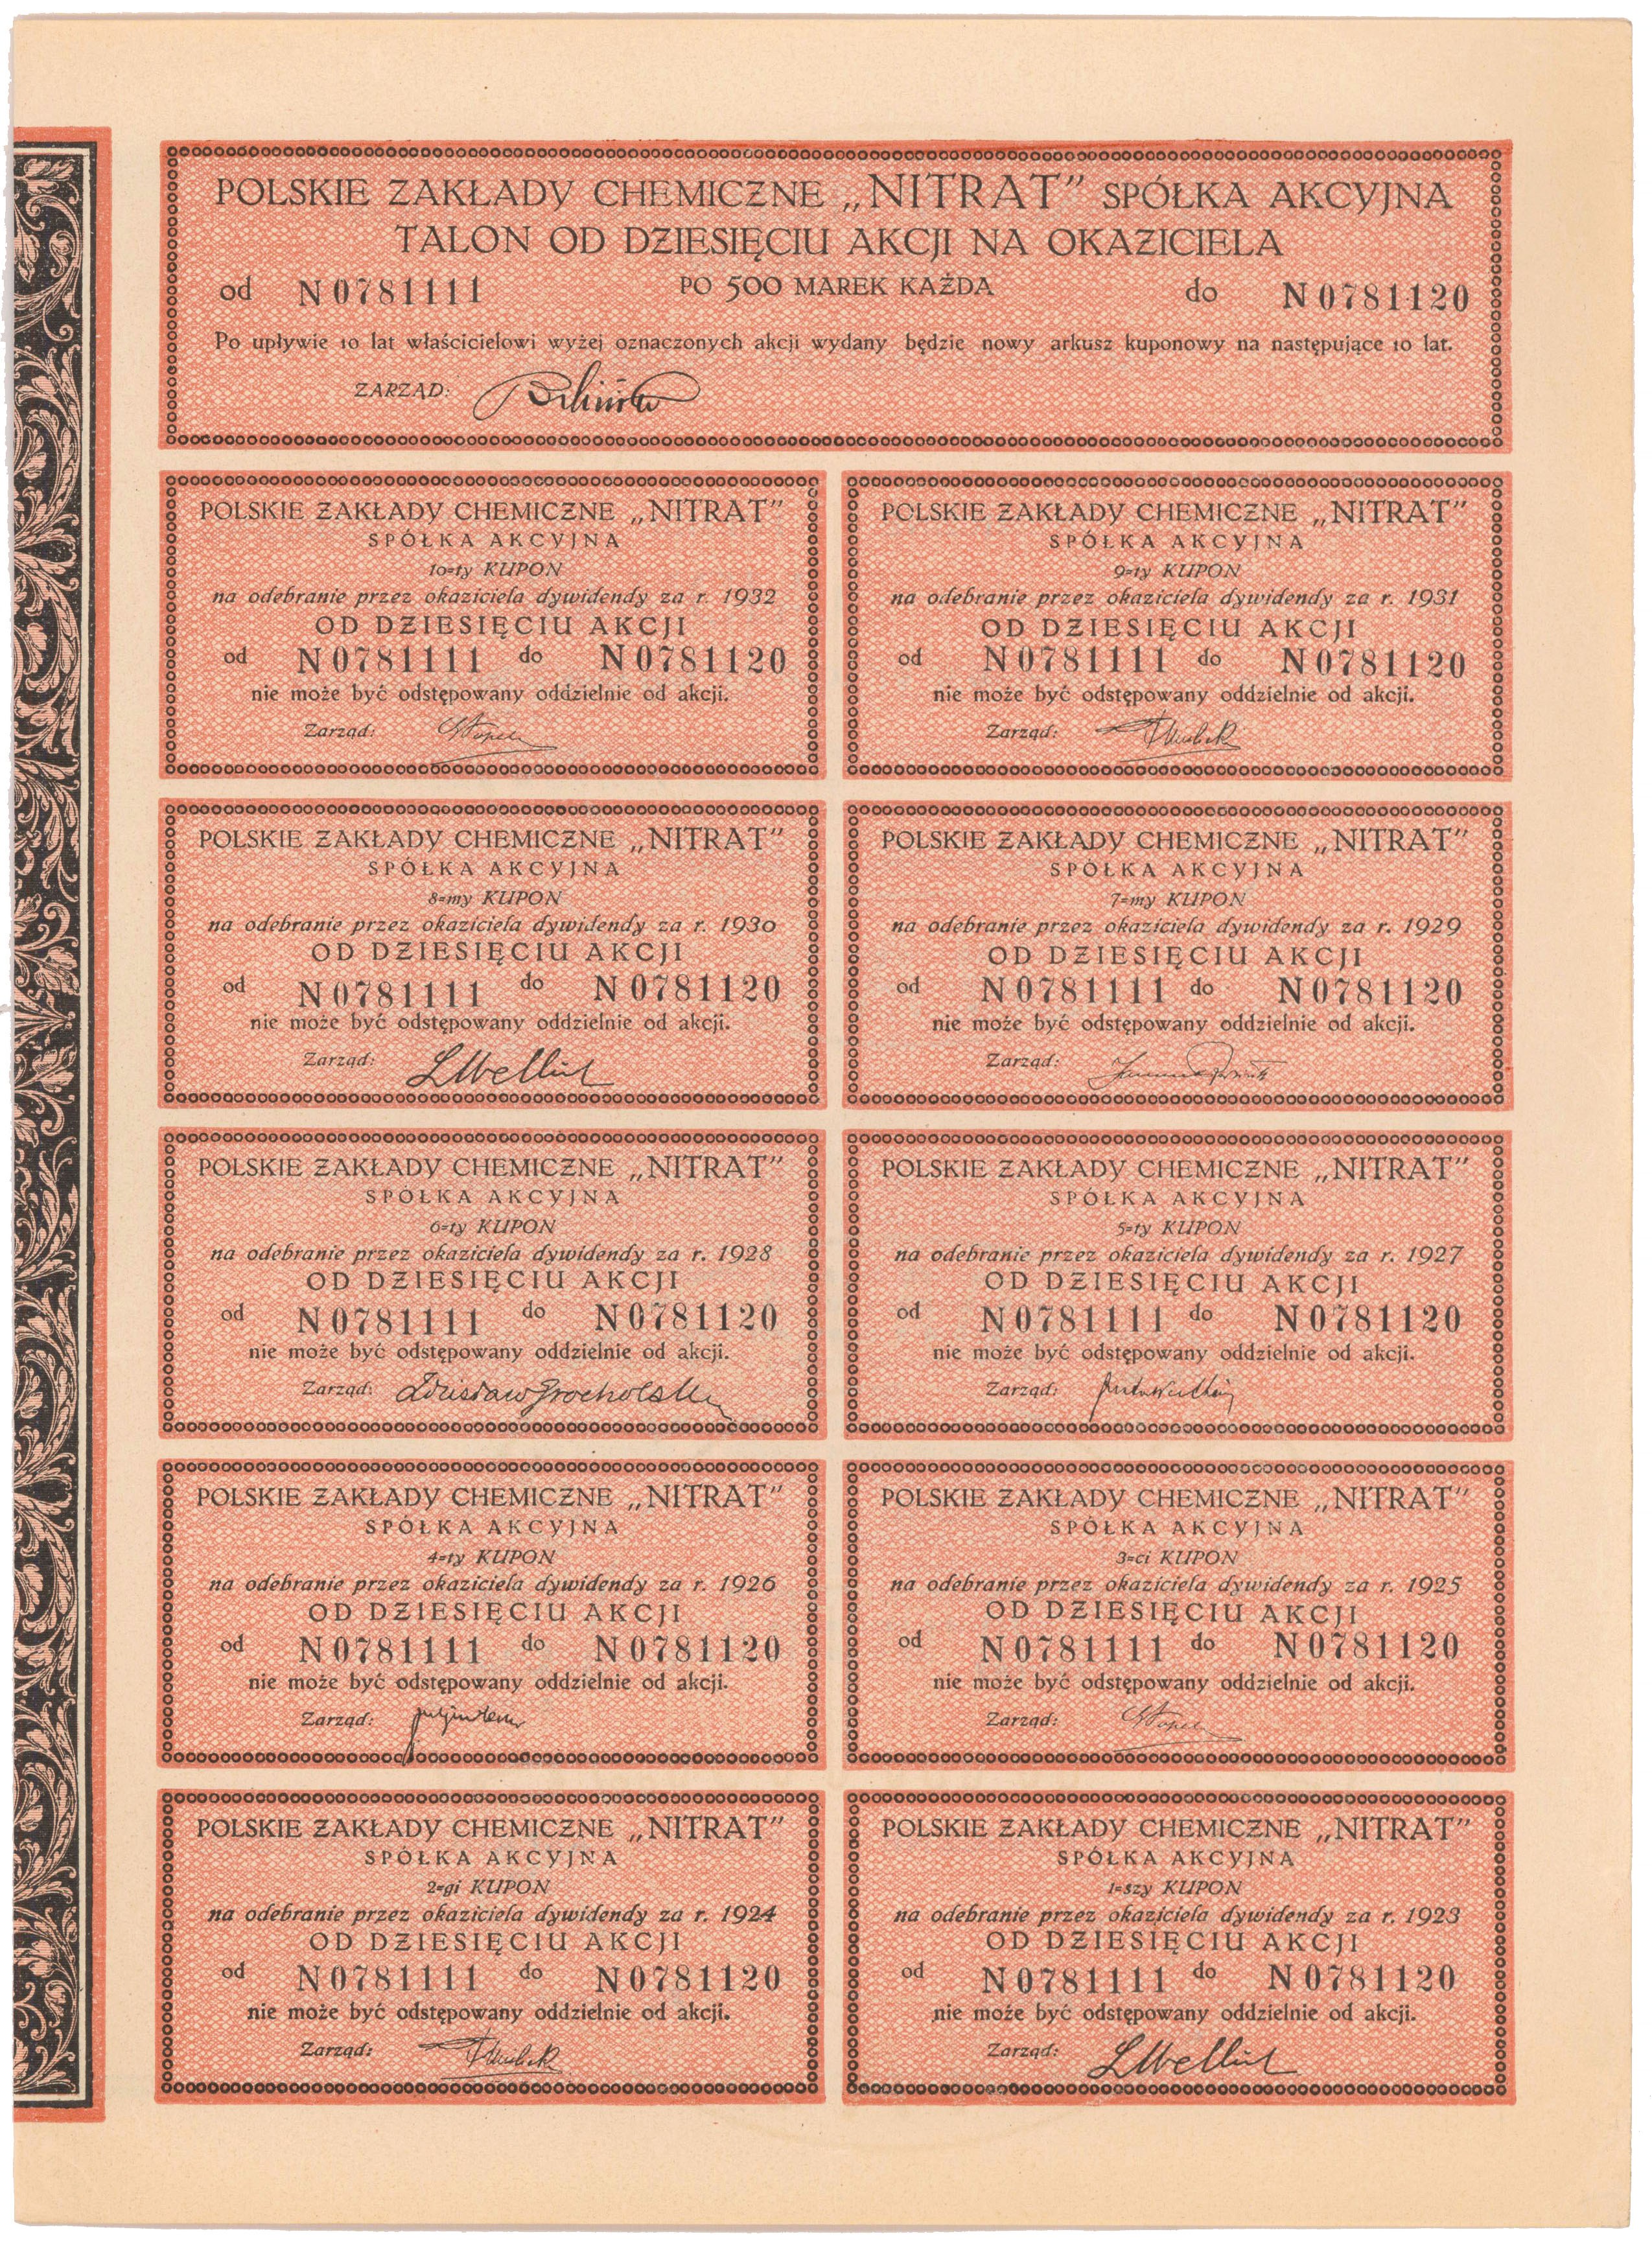 POLSKIE ZAKŁADY CHEMICZNE „NITRAT” SPÓŁKA AKCYJNA
TALON OD DZIESIĘCIU AKCJI NA OKAZICIELA
od N0781111 PO 500 MAREK KAŻDA do N0781120
Po upływie 10 lat właścicielowi wyżej oznaczonych akcji wydany będzie nowy arkusz kuponowy na następujące 10 lat.
ZARZĄD:
POLSKIE ZAKŁADY CHEMICZNE „NITRAT”
SPÓŁKA AKCYJNA
10=ty KUPON
na odebranie przez okaziciela dywidendy za r. 1932
OD DZIESIĘCIU AKCJI
od N0781111 do N0781120
nie może być odstępowany oddzielnie od akcji.
Zarząd:
POLSKIE ZAKŁADY CHEMICZNE „NITRAT”
SPÓŁKA AKCYJNA
9=ty KUPON
na odebranie przez okaziciela dywidendy za r. 1931
OD DZIESIĘCIU AKCJI
od N0781111 do N0781120
nie może być odstępowany oddzielnie od akcji.
Zarząd:
POLSKIE ZAKŁADY CHEMICZNE „NITRAT”
SPÓŁKA AKCYJNA
8=my KUPON
na odebranie przez okaziciela dywidendy za r. 1930
OD DZIESIĘCIU AKCJI
od N0781111 do N0781120
nie może być odstępowany oddzielnie od akcji.
Zarząd:
POLSKIE ZAKŁADY CHEMICZNE „NITRAT”
SPÓŁKA AKCYJNA
7=my KUPON
na odebranie przez okaziciela dywidendy za r. 1929
OD DZIESIĘCIU AKCJI
od N0781111 do N0781120
nie może być odstępowany oddzielnie od akcji.
Zarząd:
POLSKIE ZAKŁADY CHEMICZNE „NITRAT”
SPÓŁKA AKCYJNA
6=ty KUPON
na odebranie przez okaziciela dywidendy za r. 1928
OD DZIESIĘCIU AKCJI
od N0781111 do N0781120
nie może być odstępowany oddzielnie od akcji.
Zarząd: Zdzisław Grocholski
POLSKIE ZAKŁADY CHEMICZNE „NITRAT”
SPÓŁKA AKCYJNA
5=ty KUPON
na odebranie przez okaziciela dywidendy za r. 1927
OD DZIESIĘCIU AKCJI
od N0781111 do N0781120
nie może być odstępowany oddzielnie od akcji.
Zarząd:
POLSKIE ZAKŁADY CHEMICZNE „NITRAT”
SPÓŁKA AKCYJNA
4=ty KUPON
na odebranie przez okaziciela dywidendy za r. 1926
OD DZIESIĘCIU AKCJI
od N0781111 do N0781120
nie może być odstępowany oddzielnie od akcji.
Zarząd:
POLSKIE ZAKŁADY CHEMICZNE „NITRAT”
SPÓŁKA AKCYJNA
3=ci KUPON
na odebranie przez okaziciela dywidendy za r. 1925
OD DZIESIĘCIU AKCJI
od N0781111 do N0781120
nie może być odstępowany oddzielnie od akcji.
Zarząd:
POLSKIE ZAKŁADY CHEMICZNE „NITRAT”
SPÓŁKA AKCYJNA
2=gi KUPON
na odebranie przez okaziciela dywidendy za r. 1924
OD DZIESIĘCIU AKCJI
od N0781111 do N0781120
nie może być odstępowany oddzielnie od akcji.
Zarząd:
POLSKIE ZAKŁADY CHEMICZNE „NITRAT”
SPÓŁKA AKCYJNA
1=szy KUPON
na odebranie przez okaziciela dywidendy za r. 1923
OD DZIESIĘCIU AKCJI
od N0781111 do N0781120
nie może być odstępowany oddzielnie od akcji.
Zarząd: